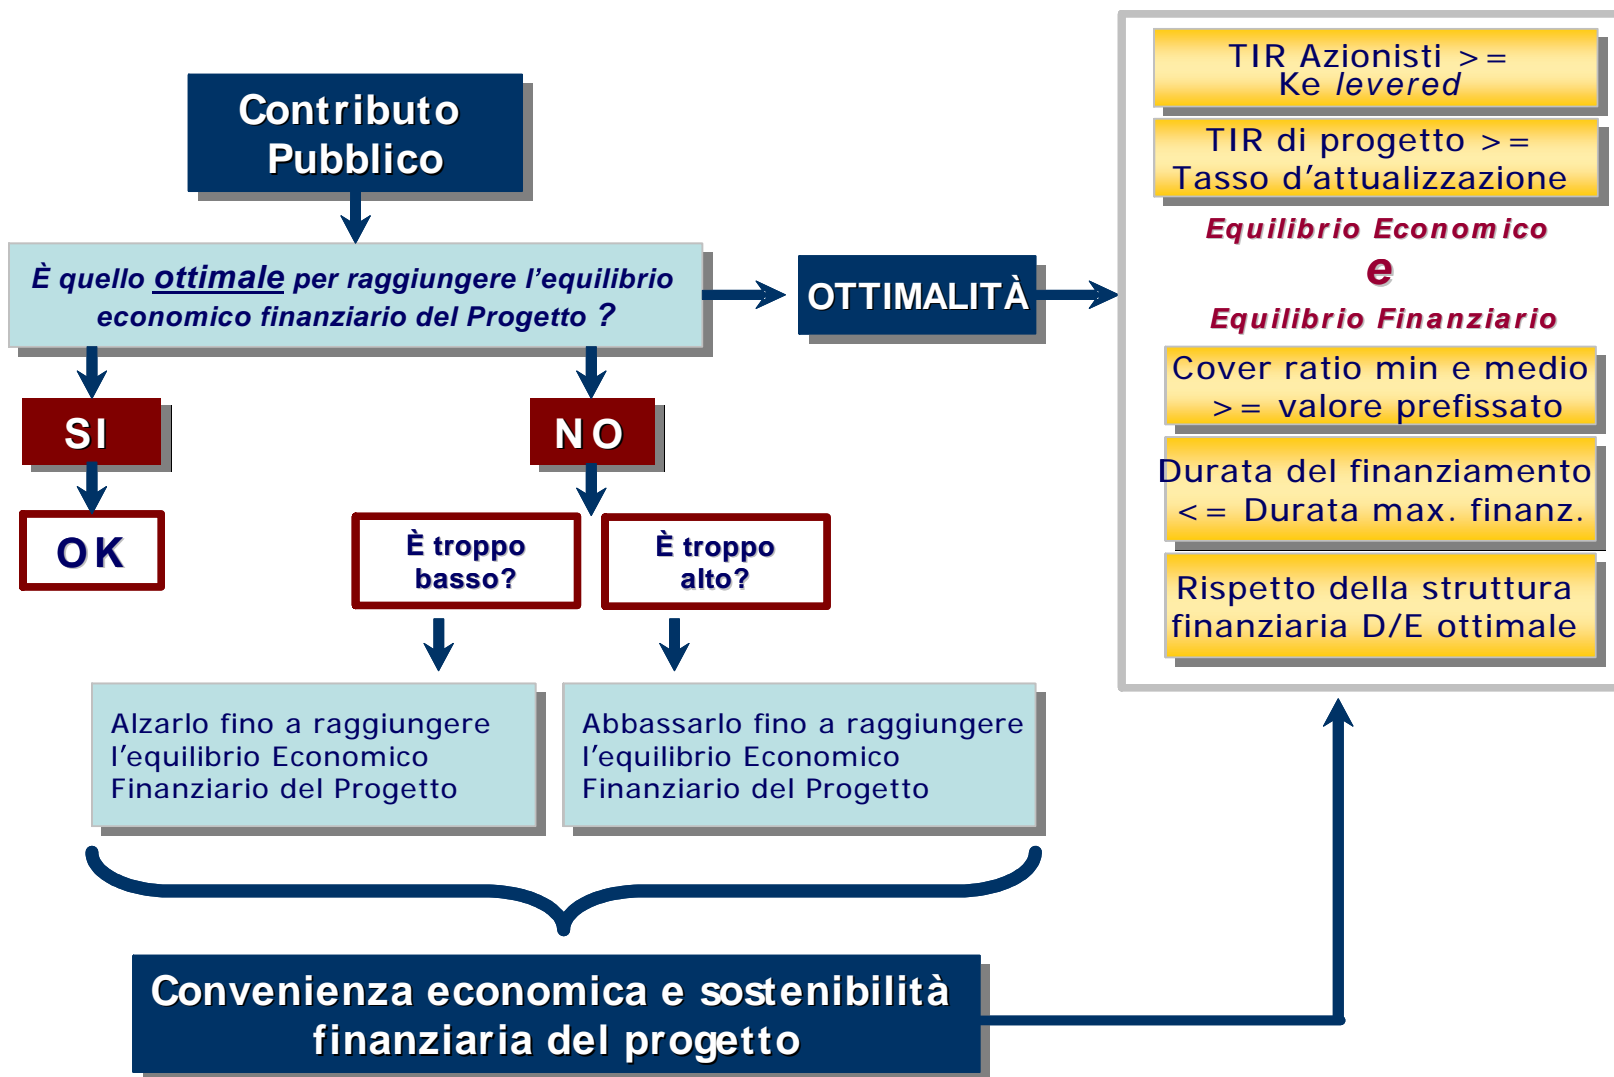 Contributo
Pubblico
È quello ottimale per raggiungere l'equilibrio
economico finanziario del Progetto ?
SI
OK
NO
È troppo
basso?
È troppo
alto?
Alzarlo fino a raggiungere
l'equilibrio Economico
Finanziario del Progetto
Abbassarlo fino a raggiungere
l'equilibrio Economico
Finanziario del Progetto
Convenienza economica e sostenibilità
finanziaria del progetto
OTTIMALITÀ
TIR Azionisti >=
Ke levered
TIR di progetto >=
Tasso d'attualizzazione
Equilibrio Economico
e
Equilibrio Finanziario
Cover ratio min e medio
>= valore prefissato
Durata del finanziamento
<= Durata max. finanz.
Rispetto della struttura
finanziaria D/E ottimale